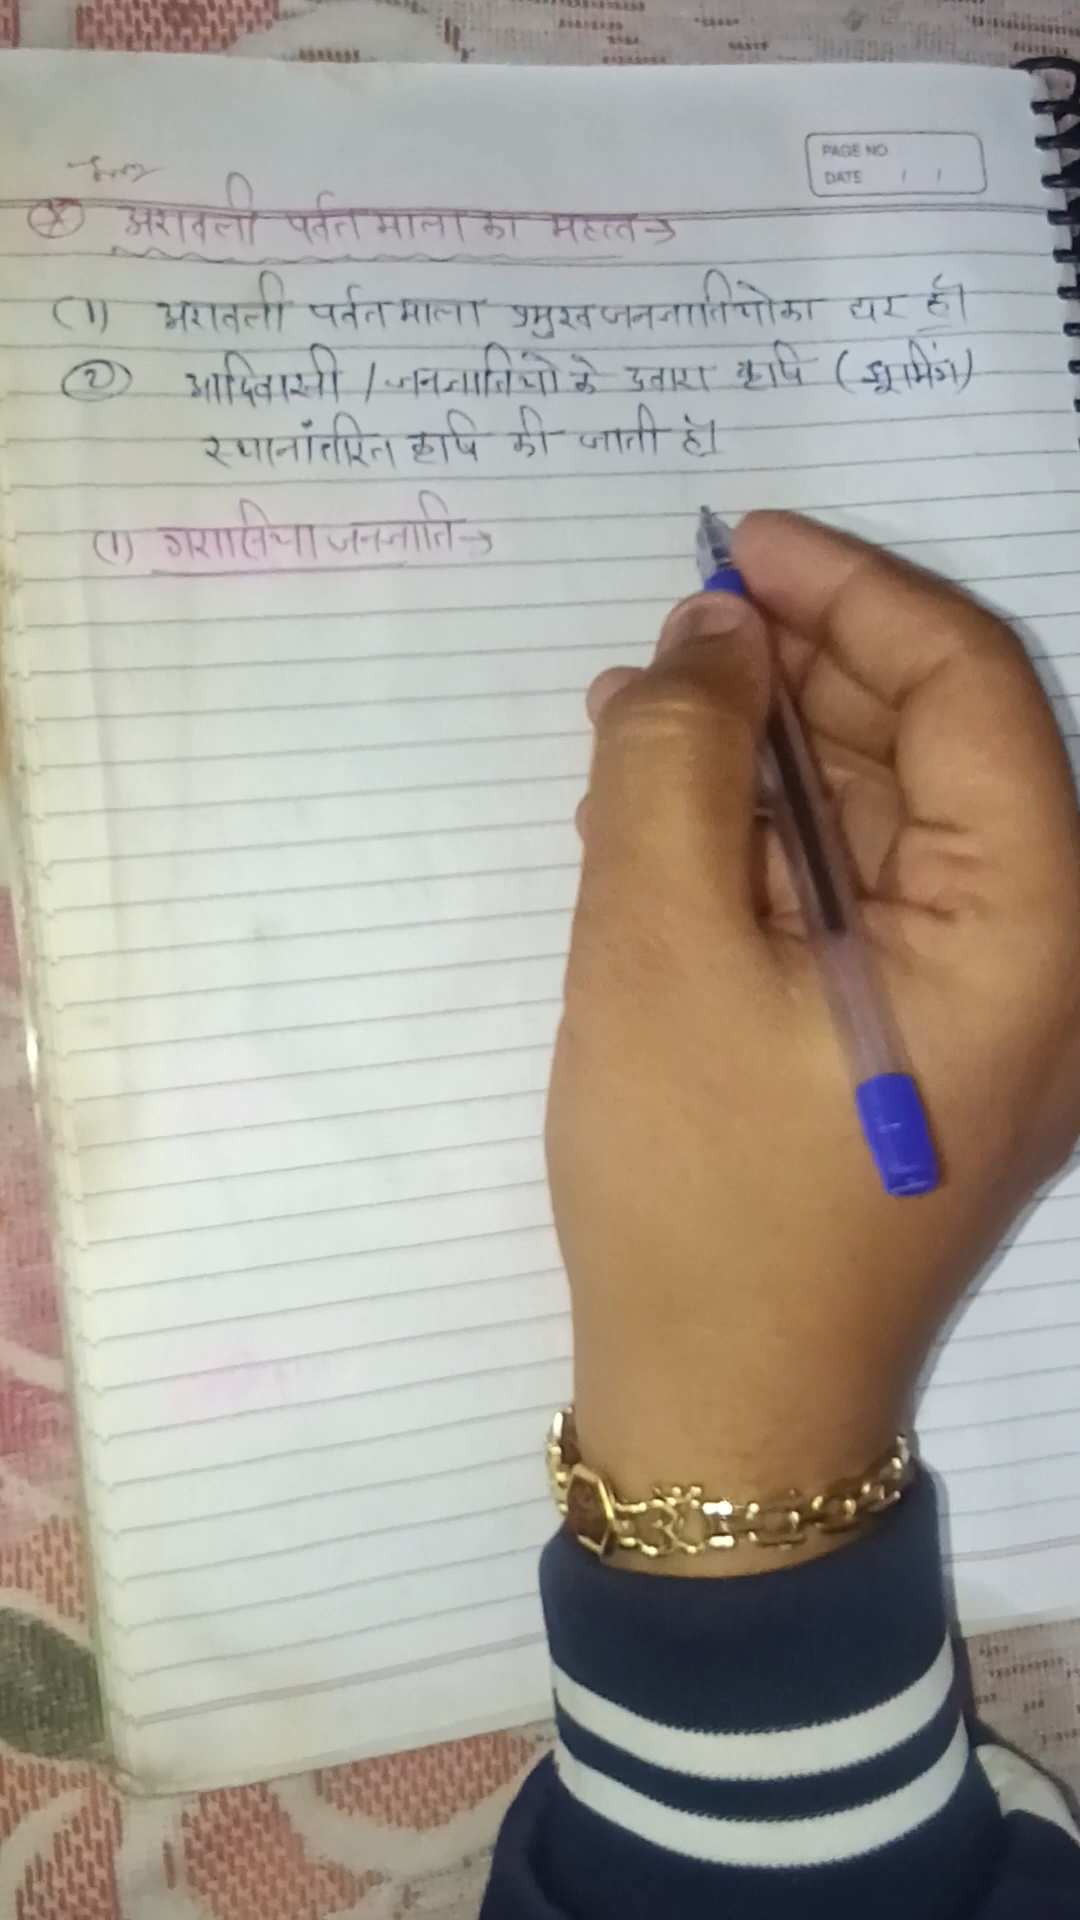 PAGE NO
DATE / /
अरावली पर्वत माला का महत्व →
(1) अरावली पर्वत माला प्रमुख जनजातियो का घर है।
(2) आदिवासी / जनजातियों के द्वारा कृषि (झूमिंग)
स्थानांतरित कृषि की जाती है।
(1) गरासिया जनजाति →